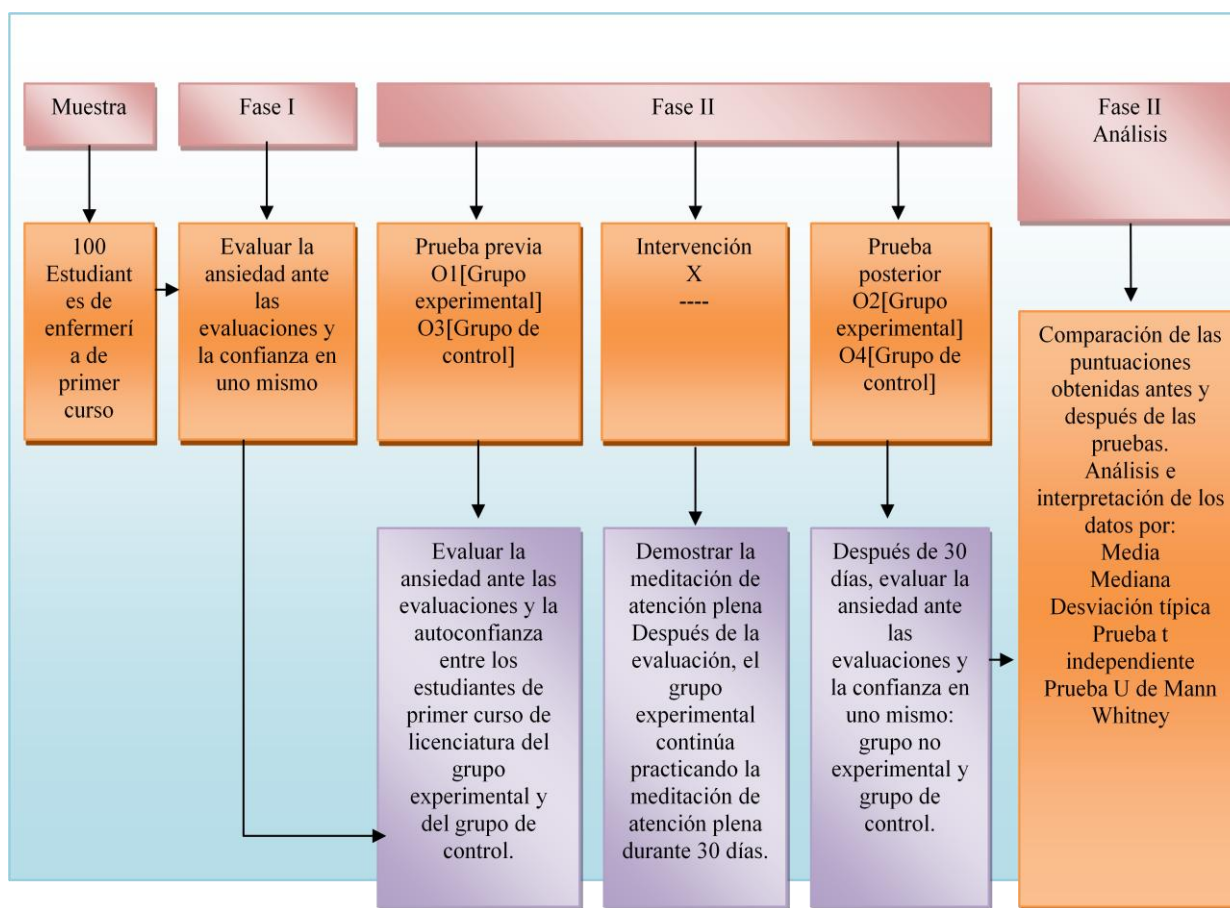 Muestra
Fase I
Fase II
Fase II
Análisis
100
Estudiant
es de
enfermerí
a de
primer
curso
Evaluar la
ansiedad ante
las
evaluaciones y
la confianza en
uno mismo
Prueba previa
O1[Grupo
experimental]
O3[Grupo de
control]
Intervención
X
----
Prueba
posterior
O2[Grupo
experimental]
O4[Grupo de
control]
Comparación de las
puntuaciones
obtenidas antes y
después de las
pruebas.
Análisis e
interpretación de los
datos por:
Media
Mediana
Desviación típica
Prueba t
independiente
Prueba U de Mann
Whitney
Evaluar la
ansiedad ante las
evaluaciones y la
autoconfianza
entre los
estudiantes de
primer curso de
licenciatura del
grupo
experimental y
del grupo de
control.
Demostrar la
meditación de
atención plena
Después de la
evaluación, el
grupo
experimental
continúa
practicando la
meditación de
atención plena
durante 30 días.
Después de 30
días, evaluar la
ansiedad ante
las
evaluaciones y
la confianza en
uno mismo:
grupo no
experimental y
grupo de
control.